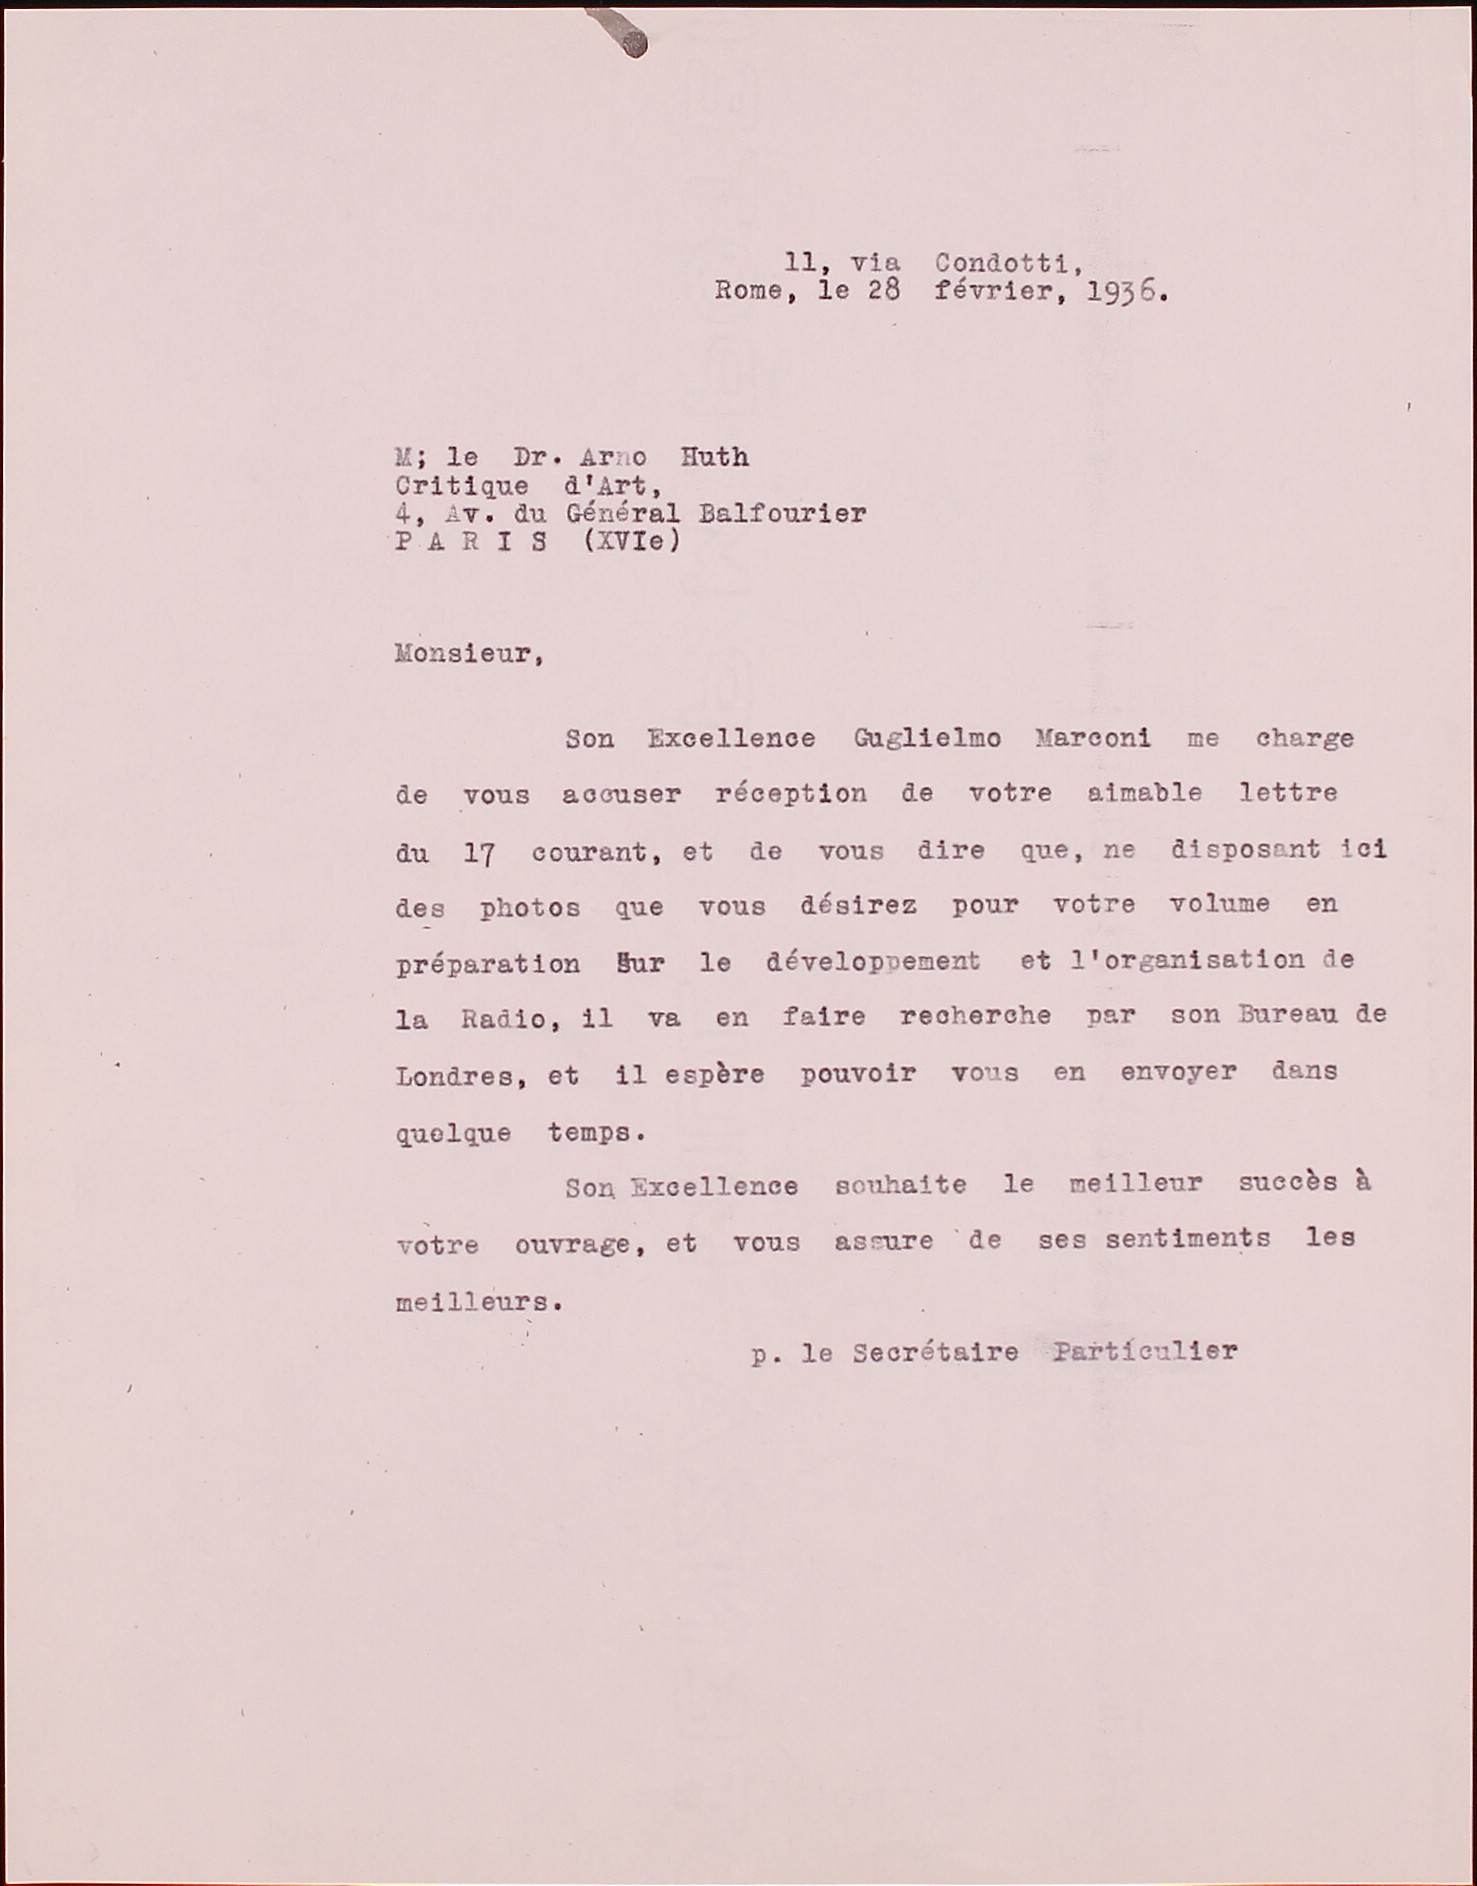 11, via Condotti,
Rome, le 28 février, 1936.
M; le Dr. Arno Huth
Critique d'Art,
4, Av. du Général Balfourier
P A R I S (XVIe)
Monsieur,
Son Excellence Guglielmo Marconi me charge
de vous accuser réception de votre aimable lettre
du 17 courant, et de vous dire que, ne disposant ici
des photos que vous désirez pour votre volume en
préparation sur le développement et l'organisation de
la Radio, il va en faire recherche par son Bureau de
Londres, et il espère pouvoir vous en envoyer dans
quelque temps.
Son Excellence souhaite le meilleur succès à
votre ouvrage, et vous assure de ses sentiments les
meilleurs.
p. le Secrétaire Particulier